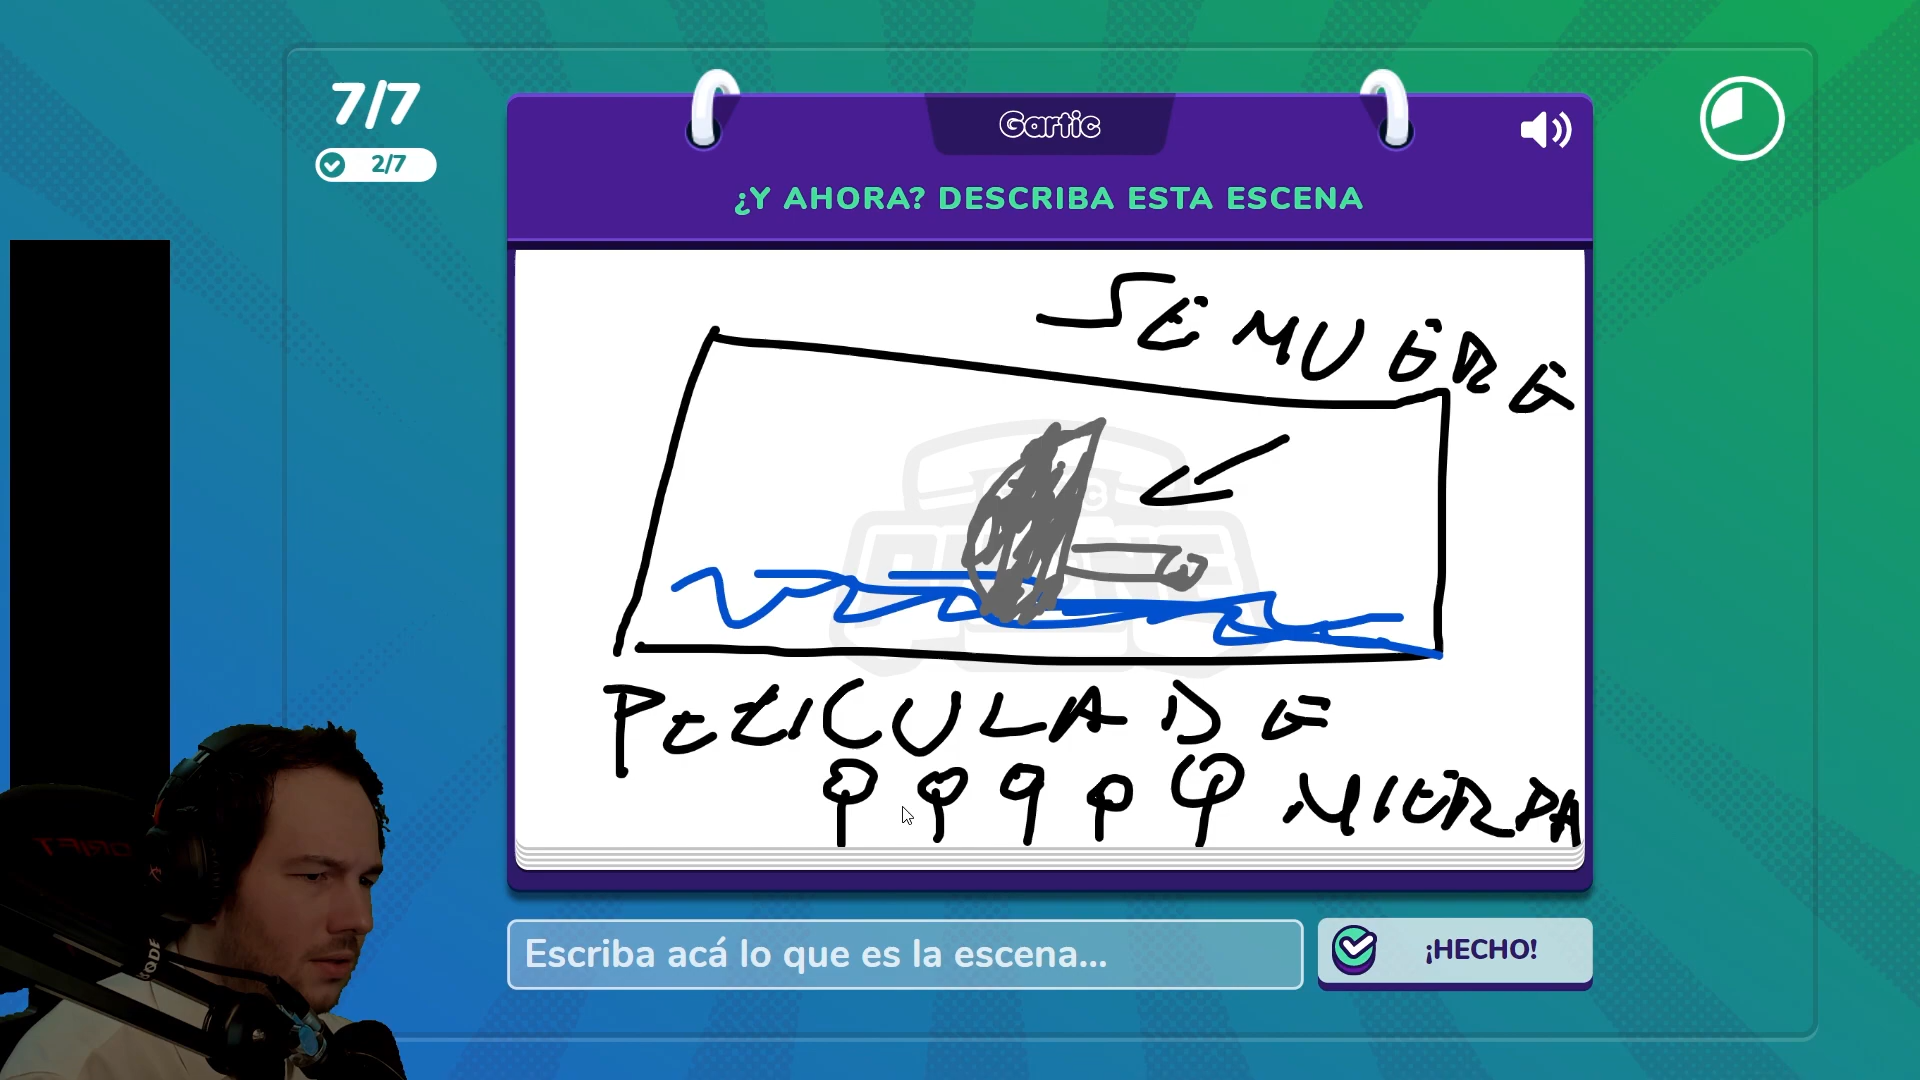 7/7
2/7
Gartic
¿Y AHORA? DESCRIBA ESTA ESCENA
SE MUERE
PELICULA DE
MIERDA
Escriba acá lo que es la escena...
¡HECHO!
RODE